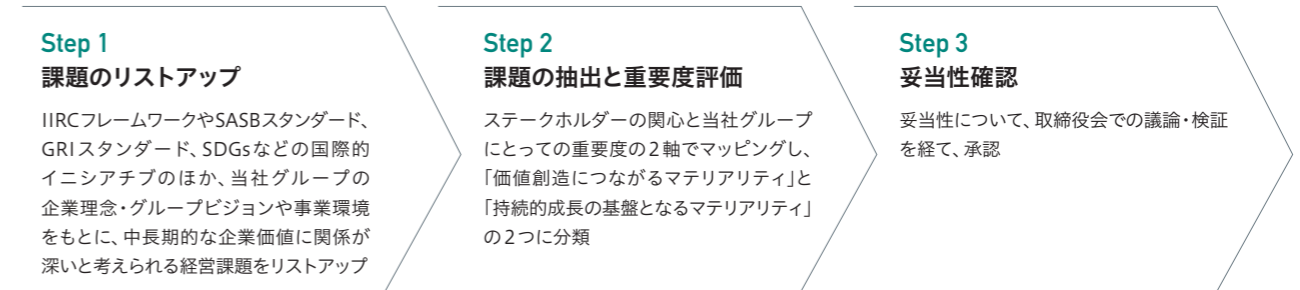 Step 1
課題のリストアップ
IIRCフレームワークやSASBスタンダード、
GRIスタンダード、SDGsなどの国際的
イニシアチブのほか、当社グループの
企業理念・グループビジョンや事業環境
をもとに、中長期的な企業価値に関係が
深いと考えられる経営課題をリストアップ
Step 2
課題の抽出と重要度評価
ステークホルダーの関心と当社グループ
にとっての重要度の2軸でマッピングし、
「価値創造につながるマテリアリティ」と
「持続的成長の基盤となるマテリアリティ」
の2つに分類
Step 3
妥当性確認
妥当性について、取締役会での議論・検証
を経て、承認